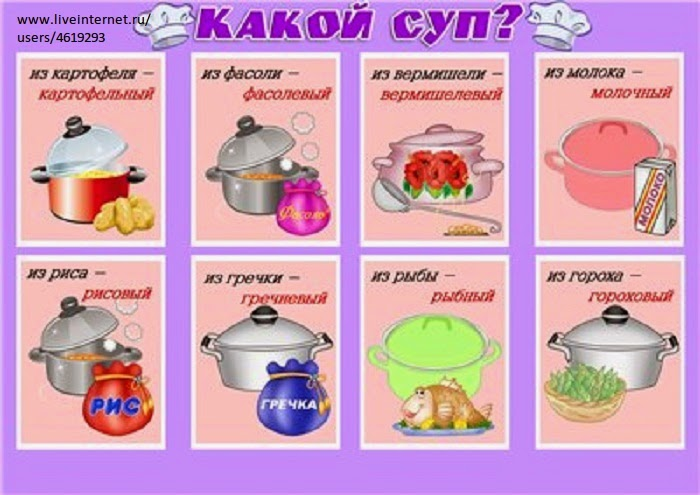 www.liveinternet.ru/
users/4619293
Какой суп?
из картофеля –
картофельный
из фасоли –
фасолевый
Фасоль
из вермишели –
вермишелевый
из молока –
молочный
МОЛОКО
из риса –
рисовый
РИС
из гречки –
гречневый
ГРЕЧКА
из рыбы –
рыбный
из гороха –
гороховый